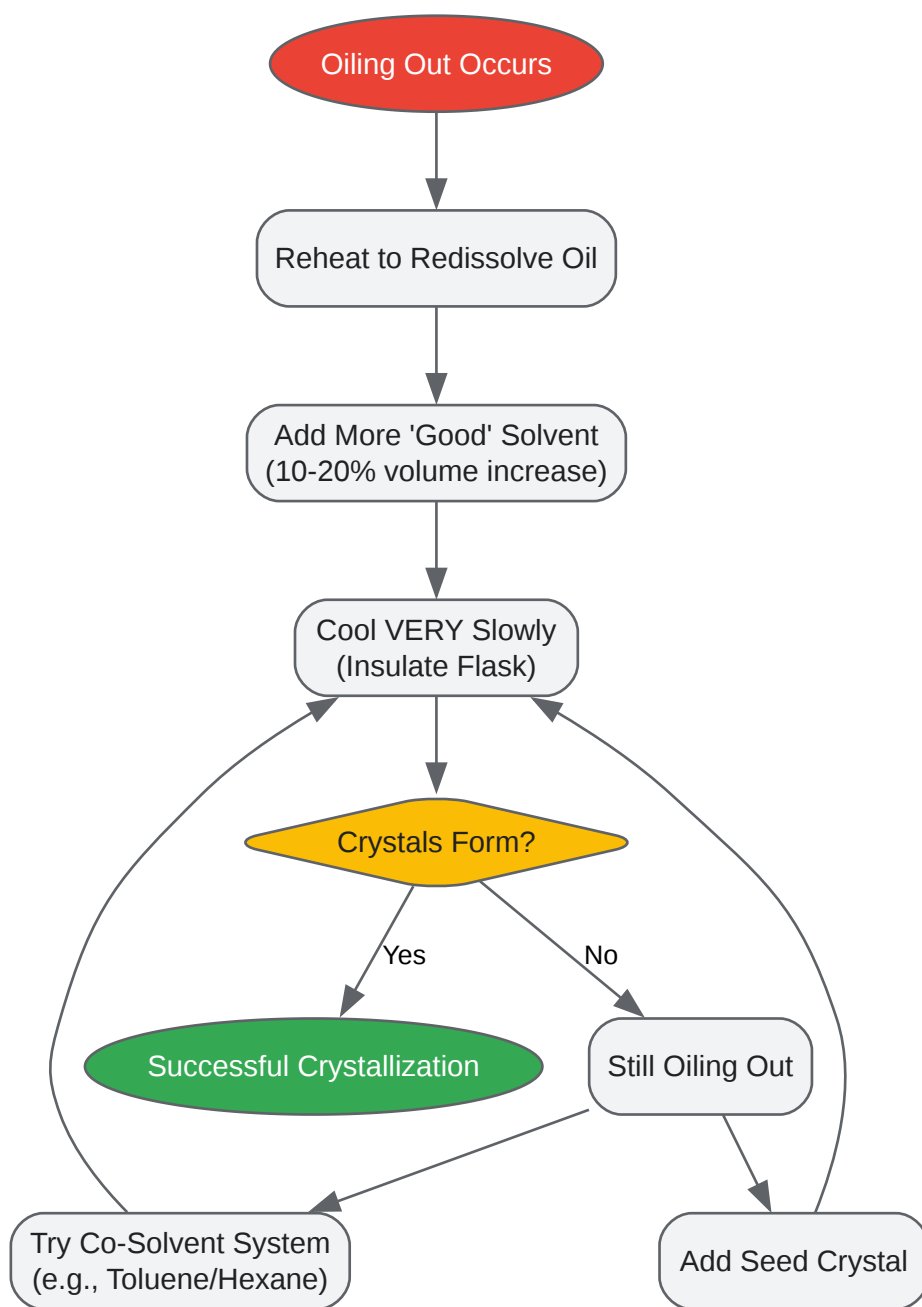 Oiling Out Occurs
Reheat to Redissolve Oil
Add More 'Good' Solvent
(10-20% volume increase)
Cool VERY Slowly
(Insulate Flask)
Crystals Form?
Yes
No
Successful Crystallization
Still Oiling Out
Try Co-Solvent System
(e.g., Toluene/Hexane)
Add Seed Crystal